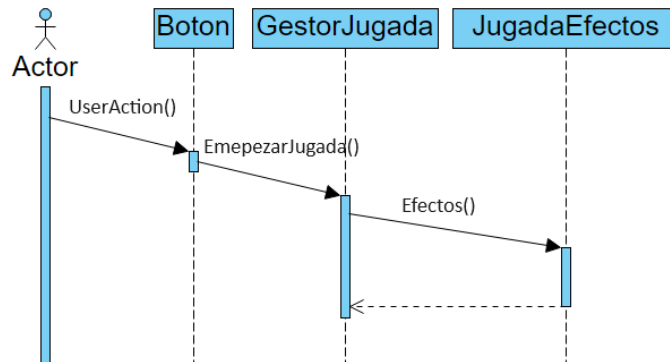 Boton
GestorJugada
JugadaEfectos
Actor
UserAction()
EmepezarJugada()
Efectos()